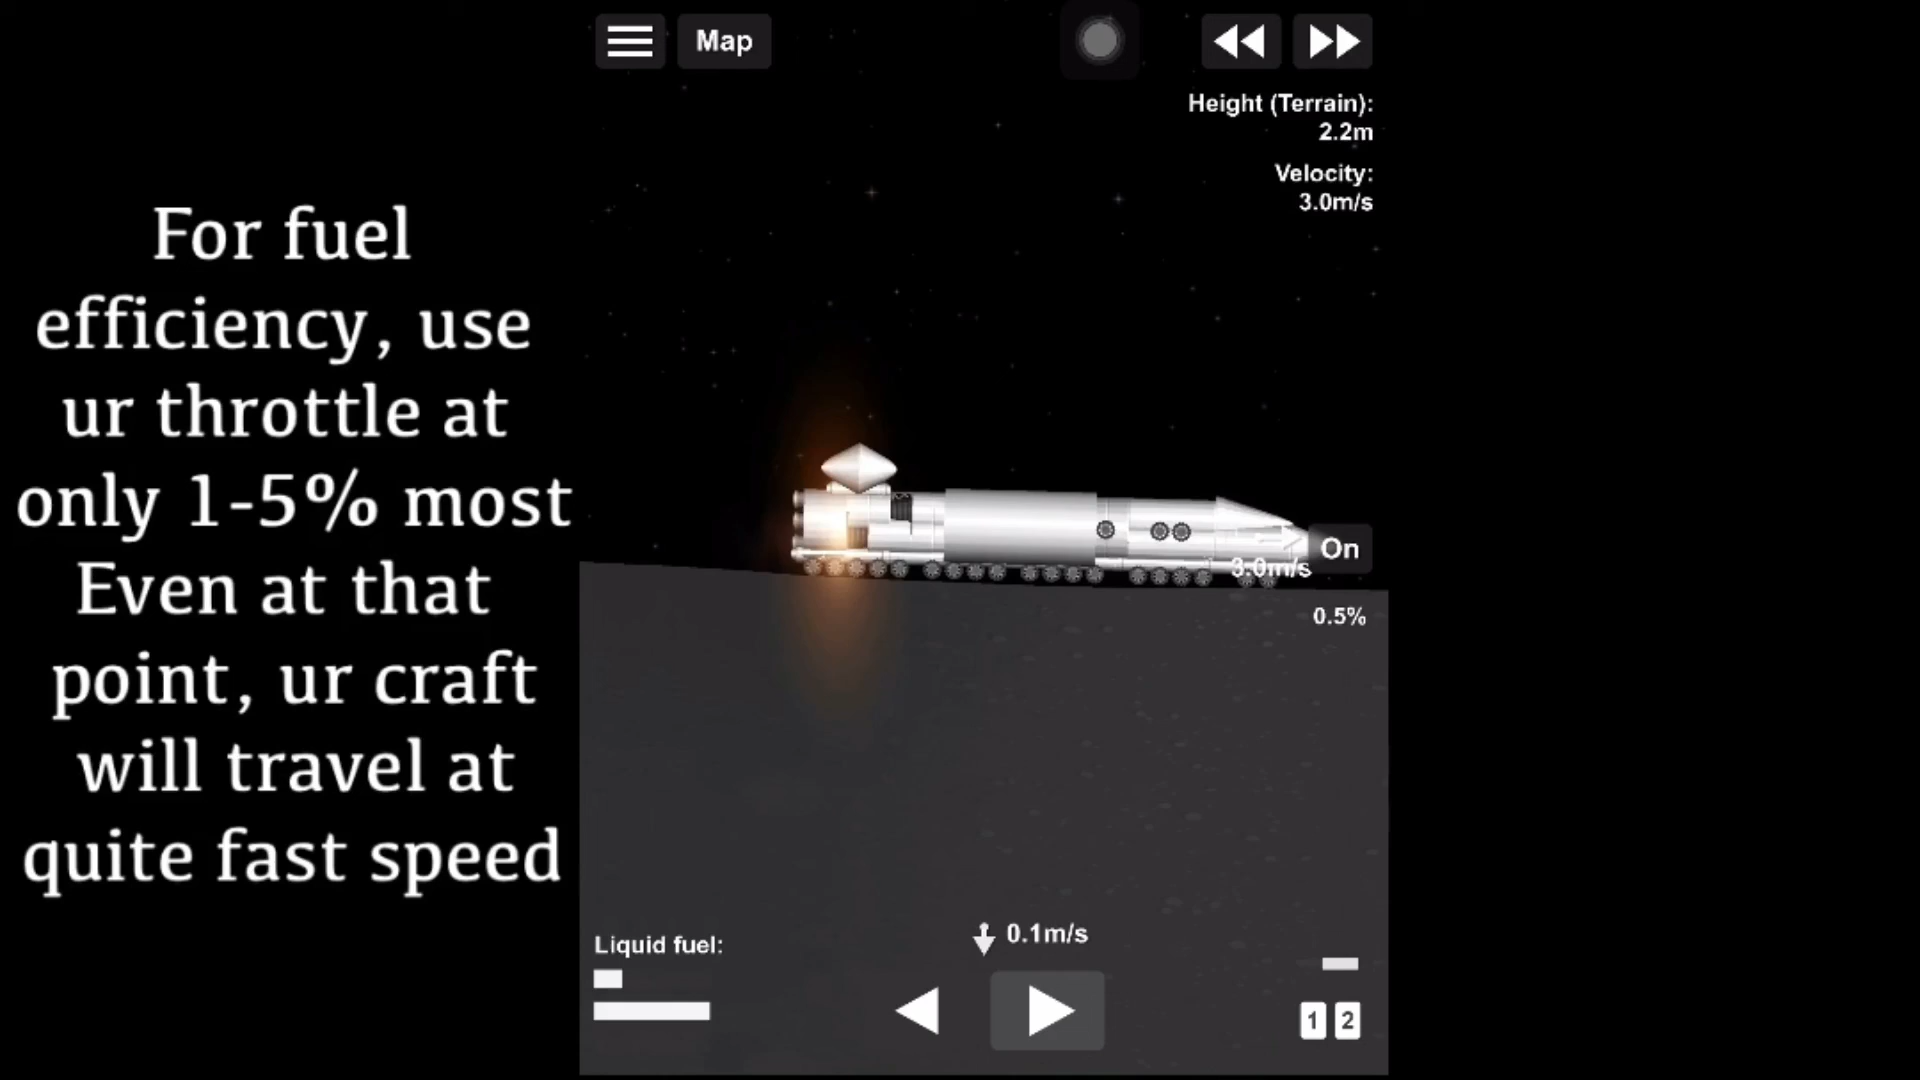 Map
Height (Terrain):
2.2m
Velocity:
3.0m/s
For fuel
efficiency, use
ur throttle at
only 1-5% most
Even at that
point, ur craft
will travel at
quite fast speed
On
3.0m/s
0.5%
Liquid fuel:
0.1m/s
1 2